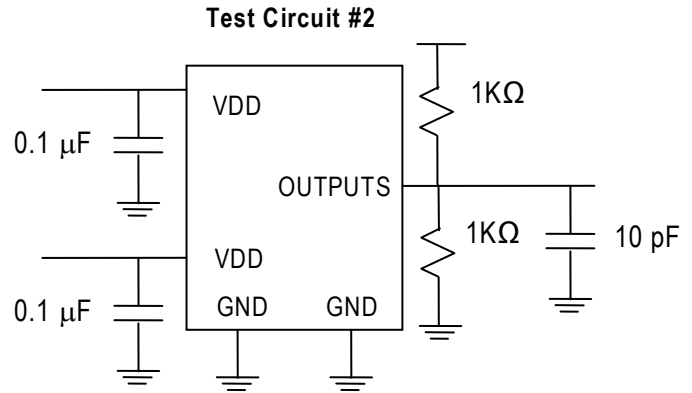 Test Circuit #2
1KΩ
VDD
0.1 μF
OUTPUTS
1KΩ
10 pF
VDD
0.1 μF
GND GND